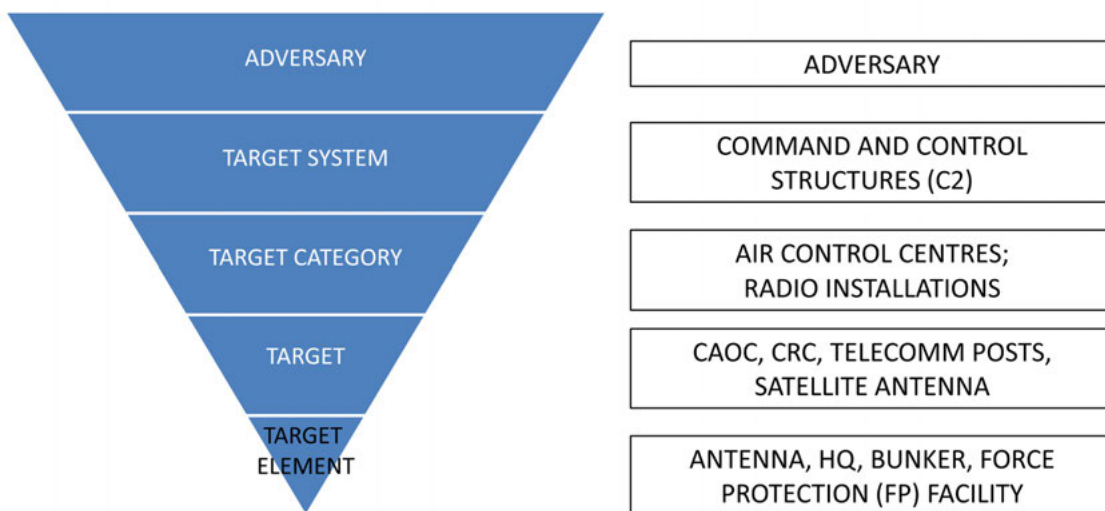 ADVERSARY
ADVERSARY
TARGET SYSTEM
COMMAND AND CONTROL
STRUCTURES (C2)
TARGET CATEGORY
AIR CONTROL CENTRES;
RADIO INSTALLATIONS
TARGET
CAOC, CRC, TELECOMM POSTS,
SATELLITE ANTENNA
TARGET
ELEMENT
ANTENNA, HQ, BUNKER, FORCE
PROTECTION (FP) FACILITY